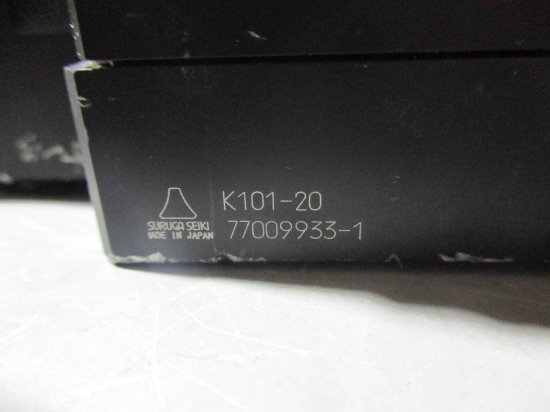 K101-20
SURUGA SEIKI
MADE IN JAPAN
77009933-1